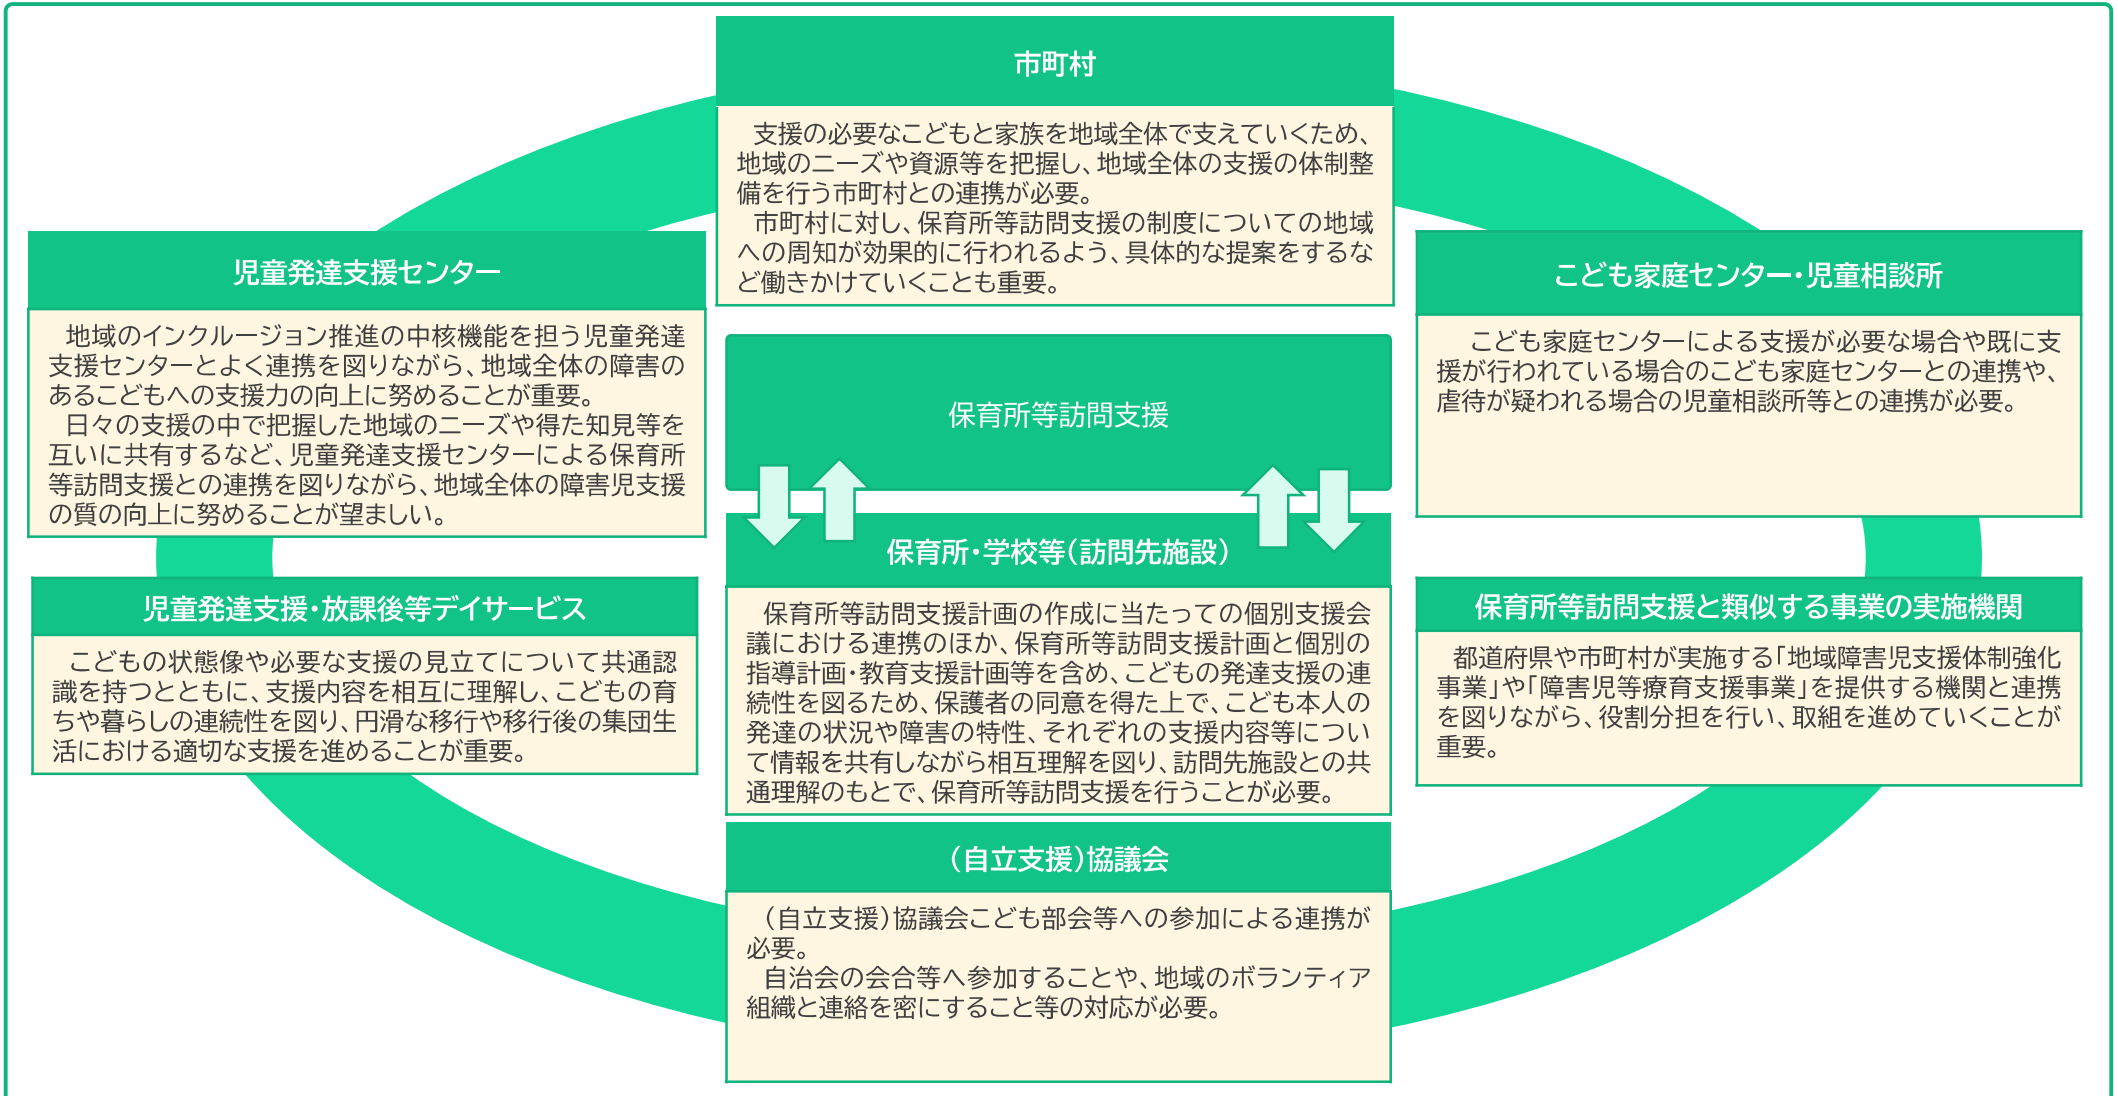 市町村
　支援の必要なこどもと家族を地域全体で支えていくため、
地域のニーズや資源等を把握し、地域全体の支援の体制整
備を行う市町村との連携が必要。
　市町村に対し、保育所等訪問支援の制度についての地域
への周知が効果的に行われるよう、具体的な提案をするな
ど働きかけていくことも重要。
児童発達支援センター
　地域のインクルージョン推進の中核機能を担う児童発達
支援センターとよく連携を図りながら、地域全体の障害の
あるこどもへの支援力の向上に努めることが重要。
　日々の支援の中で把握した地域のニーズや得た知見等を
互いに共有するなど、児童発達支援センターによる保育所
等訪問支援との連携を図りながら、地域全体の障害児支援
の質の向上に努めることが望ましい。
こども家庭センター・児童相談所
　こども家庭センターによる支援が必要な場合や既に支
援が行われている場合のこども家庭センターとの連携や、
虐待が疑われる場合の児童相談所等との連携が必要。
保育所等訪問支援
保育所・学校等（訪問先施設）
　保育所等訪問支援計画の作成に当たっての個別支援会
議における連携のほか、保育所等訪問支援計画と個別の
指導計画・教育支援計画等を含め、こどもの発達支援の連
続性を図るため、保護者の同意を得た上で、こども本人の
発達の状況や障害の特性、それぞれの支援内容等につい
て情報を共有しながら相互理解を図り、訪問先施設との共
通理解のもとで、保育所等訪問支援を行うことが必要。
児童発達支援・放課後等デイサービス
　こどもの状態像や必要な支援の見立てについて共通認
識を持つとともに、支援内容を相互に理解し、こどもの育
ちや暮らしの連続性を図り、円滑な移行や移行後の集団生
活における適切な支援を進めることが重要。
保育所等訪問支援と類似する事業の実施機関
　都道府県や市町村が実施する「地域障害児支援体制強化
事業」や「障害児等療育支援事業」を提供する機関と連携
を図りながら、役割分担を行い、取組を進めていくことが
重要。
（自立支援）協議会
　（自立支援）協議会こども部会等への参加による連携が
必要。
　自治会の会合等へ参加することや、地域のボランティア
組織と連絡を密にすること等の対応が必要。